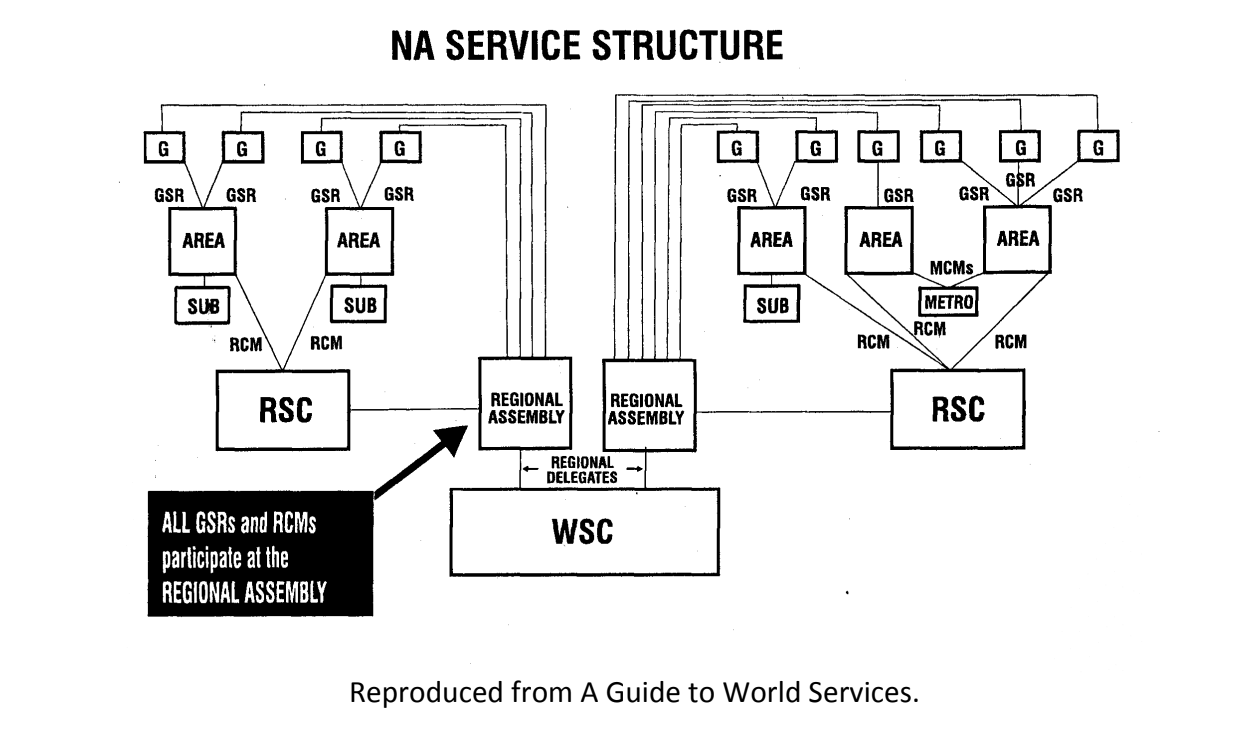 NA SERVICE STRUCTURE
G
G
G
G
G
G
G
G
G
G
GSR
GSR
GSR
GSR
GSR
GSR
GSR
GSR
GSR
GSR
AREA
AREA
AREA
AREA
AREA
MCMs
SUB
SUB
SUB
METRO
RCM
RCM
RCM
RCM
RCM
RSC
REGIONAL
ASSEMBLY
REGIONAL
ASSEMBLY
RSC
REGIONAL
DELEGATES
WSC
ALL GSRs and RCMs
participate at the
REGIONAL ASSEMBLY
Reproduced from A Guide to World Services.